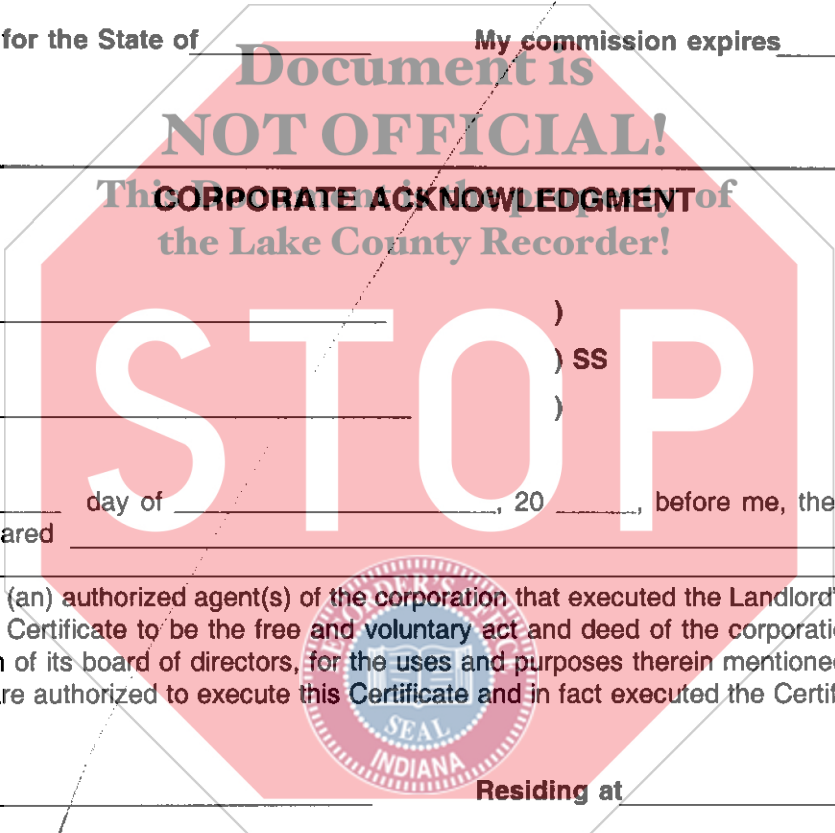 for the State of My commission expires
Document is
NOT OFFICIAL!
CORPORATE ACKNOWLEDGMENT
This Document is the property of
the Lake County Recorder!
)
) SS
)
STOP
day of , 20 , before me, the
ared
(an) authorized agent(s) of the corporation that executed the Landlord'
Certificate to be the free and voluntary act and deed of the corporati
n of its board of directors, for the uses and purposes therein mentione
re authorized to execute this Certificate and in fact executed the Certif
SEAL
INDIANA
Residing at